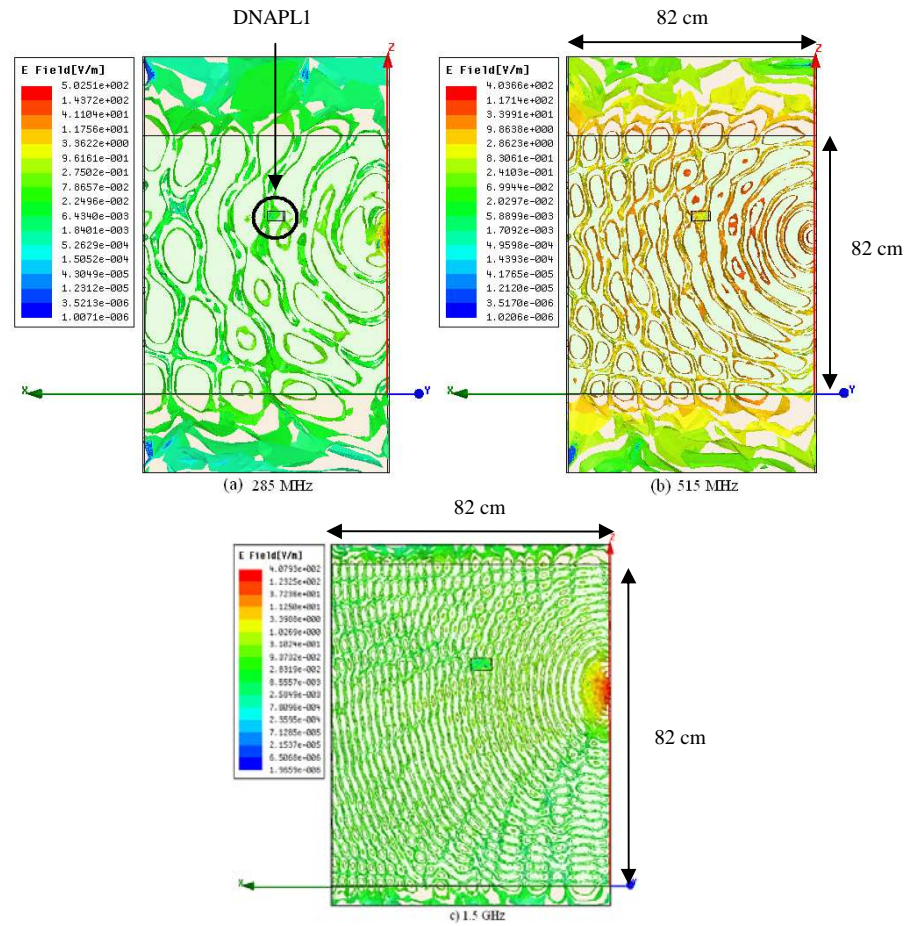 DNAPL1
82 cm
E Field[V/m]
5.0251e+002
1.4372e+002
4.1104e+001
1.1756e+001
3.3622e+000
9.6161e-001
2.7502e-001
7.8657e-002
2.2496e-002
6.4340e-003
1.8401e-003
5.2629e-004
1.5052e-004
4.3049e-005
1.2312e-005
3.5213e-006
1.0071e-006
Z
X
Y
(a) 285 MHz
E Field[V/m]
4.0366e+002
1.1714e+002
3.3991e+001
9.8638e+000
2.8623e+000
8.3061e-001
2.4103e-001
6.9944e-002
2.0297e-002
5.8899e-003
1.7092e-003
4.9598e-004
1.4393e-004
4.1765e-005
1.2120e-005
3.5170e-006
1.0206e-006
Z
82 cm
X
Y
(b) 515 MHz
82 cm
E Field[V/m]
4.0793e+002
1.2325e+002
3.7236e+001
1.1250e+001
3.3988e+000
1.0269e+000
3.1024e-001
9.3732e-002
2.8319e-002
8.5557e-003
2.5849e-003
7.8096e-004
2.3595e-004
7.1285e-005
2.1537e-005
6.5068e-006
1.9659e-006
82 cm
X
c) 1.5 GHz